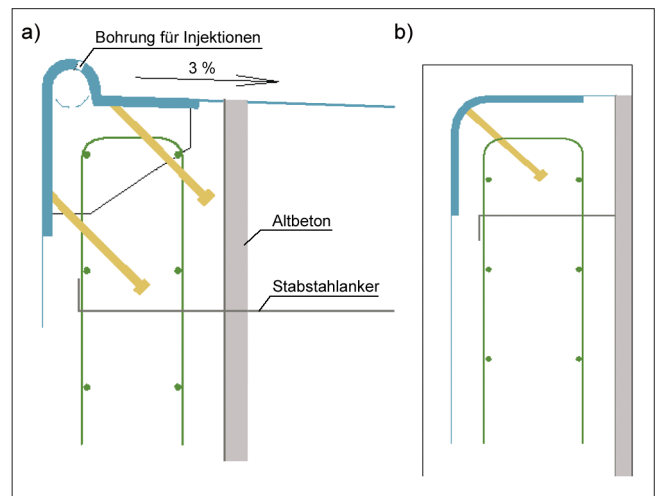 a)
Bohrung für Injektionen
b)
3 %
Altbeton
Stabstahlanker